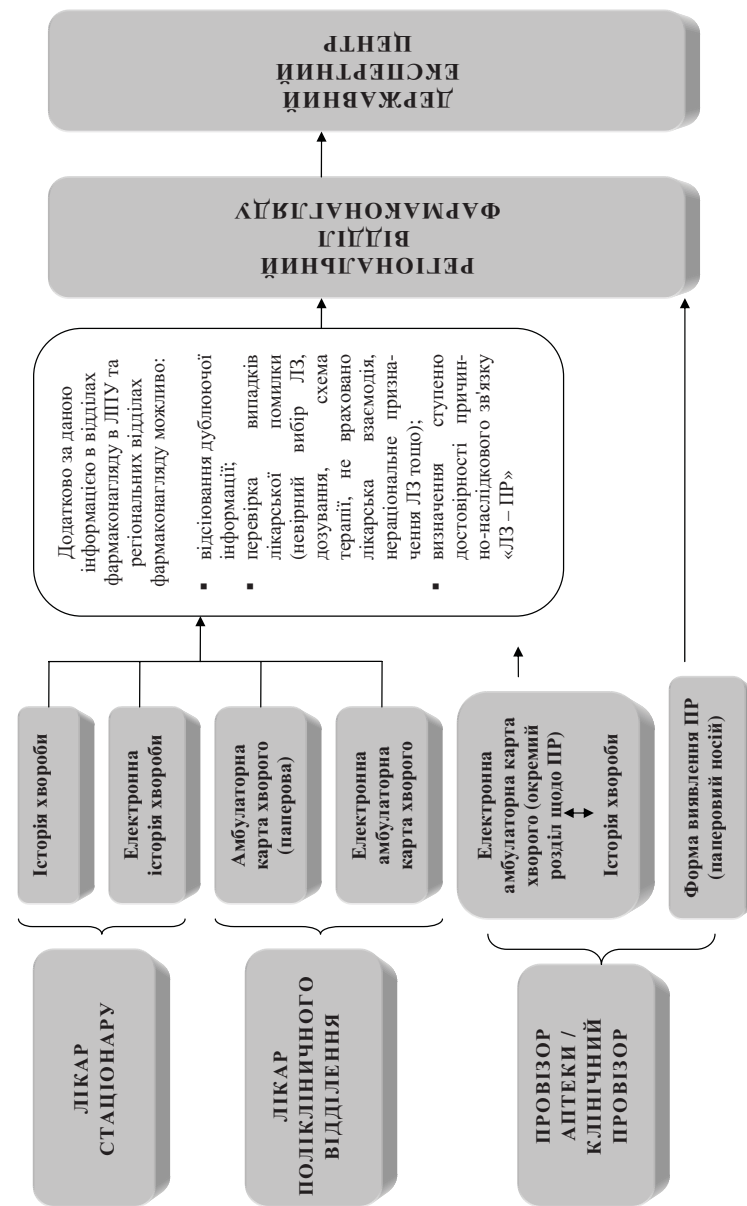 ЛІКАР
СТАЦІОНАРУ
Історія хвороби
Електронна
історія хвороби
ЛІКАР
ПОЛІКЛІНИЧНОГО
ВІДДІЛЕННЯ
Амбулаторна
карта хворого
(паперова)
Електронна
амбулаторна
карта хворого
ПРОВІЗОР
АПТЕКИ /
КЛІНІЧНИЙ
ПРОВІЗОР
Електронна
амбулаторна карта
хворого (окремий
розділ щодо ПР)
Історія хвороби
Форма виявлення ПР
(паперовий носій)
Додатково за даною
інформацією в відділах
фармаконагляду в ЛПУ та
регіональних відділах
фармаконагляду можливо:
▪ відсіювання дублюючої
інформації;
▪ перевірка випадків
лікарської помилки
(невірний вибір ЛЗ,
дозування, схема
терапії, не враховано
лікарська взаємодія,
нераціональне призна-
чення ЛЗ тощо);
▪ визначення ступеню
достовірності причин-
но-наслідкового зв'язку
«ЛЗ – ПР»
РЕГІОНАЛЬНИЙ
ВІДДІЛ
ФАРМАКОНАГЛЯДУ
ДЕРЖАВНИЙ
ЕКСПЕРТНИЙ
ЦЕНТР